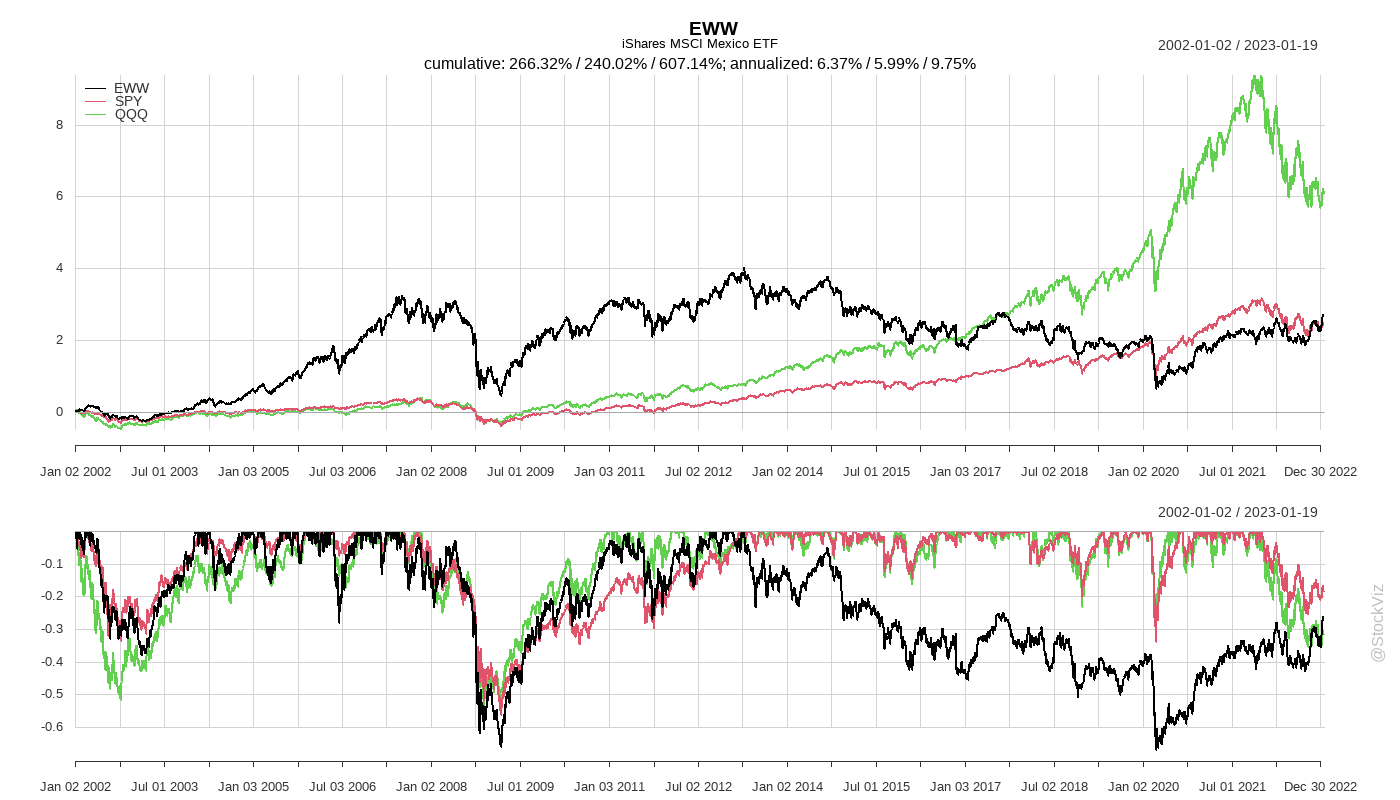 EWW
iShares MSCI Mexico ETF
2002-01-02 / 2023-01-19
cumulative: 266.32% / 240.02% / 607.14%; annualized: 6.37% / 5.99% / 9.75%
EWW
SPY
QQQ
8
6
4
2
0
Jan 02 2002 Jul 01 2003 Jan 03 2005 Jul 03 2006 Jan 02 2008 Jul 01 2009 Jan 03 2011 Jul 02 2012 Jan 02 2014 Jul 01 2015 Jan 03 2017 Jul 02 2018 Jan 02 2020 Jul 01 2021 Dec 30 2022
2002-01-02 / 2023-01-19
-0.1
-0.2
-0.3
-0.4
-0.5
-0.6
Jan 02 2002 Jul 01 2003 Jan 03 2005 Jul 03 2006 Jan 02 2008 Jul 01 2009 Jan 03 2011 Jul 02 2012 Jan 02 2014 Jul 01 2015 Jan 03 2017 Jul 02 2018 Jan 02 2020 Jul 01 2021 Dec 30 2022
@StockViz